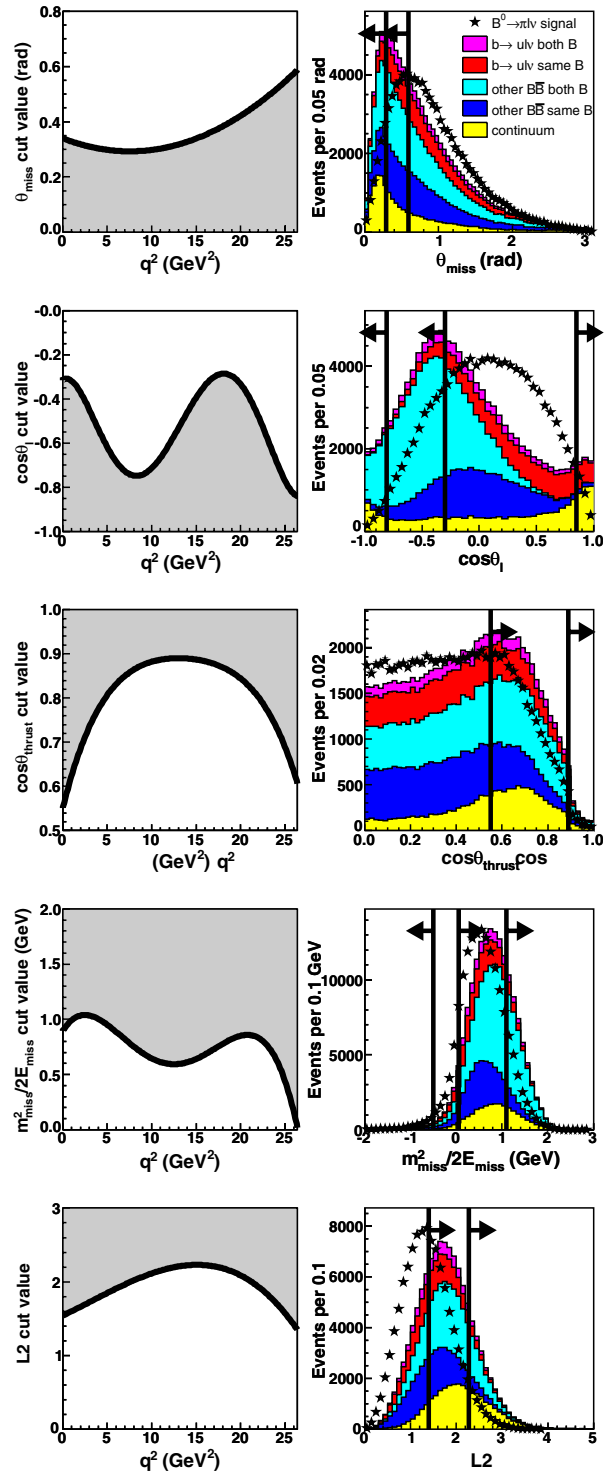 θmiss cut value (rad)
0.8
0.6
0.4
0.2
0.0
0 5 10 15 20 25
q² (GeV²)
Events per 0.05 rad
4000
2000
0
0 1 2 3
θmiss (rad)
B⁰→πlν signal
b→ ulν both B
b→ ulν same B
other BB̅ both B
other BB̅ same B
continuum
cosθl cut value
-0.0
-0.2
-0.4
-0.6
-0.8
-1.0
0 5 10 15 20 25
q² (GeV²)
Events per 0.05
4000
2000
0
-1.0 -0.5 0.0 0.5 1.0
cosθl
cosθthrust cut value
1.0
0.9
0.8
0.7
0.6
0.5
0 5 10 15 20 25
(GeV²) q²
Events per 0.02
2000
1500
1000
500
0
0.0 0.2 0.4 0.6 0.8 1.0
cosθthrust cos
m²miss/2Emiss cut value (GeV)
2.0
1.5
1.0
0.5
0.0
0 5 10 15 20 25
q² (GeV²)
Events per 0.1 GeV
10000
5000
0
-2 -1 0 1 2 3
m²miss/2Emiss (GeV)
L2 cut value
3
2
1
0
0 5 10 15 20 25
q² (GeV²)
Events per 0.1
8000
6000
4000
2000
0
0 1 2 3 4 5
L2